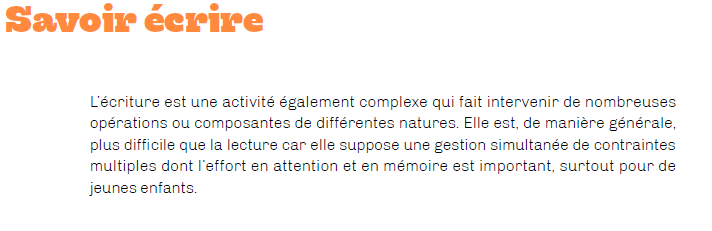 Savoir écrire
L'écriture est une activité également complexe qui fait intervenir de nombreuses
opérations ou composantes de différentes natures. Elle est, de manière générale,
plus difficile que la lecture car elle suppose une gestion simultanée de contraintes
multiples dont l'effort en attention et en mémoire est important, surtout pour de
jeunes enfants.